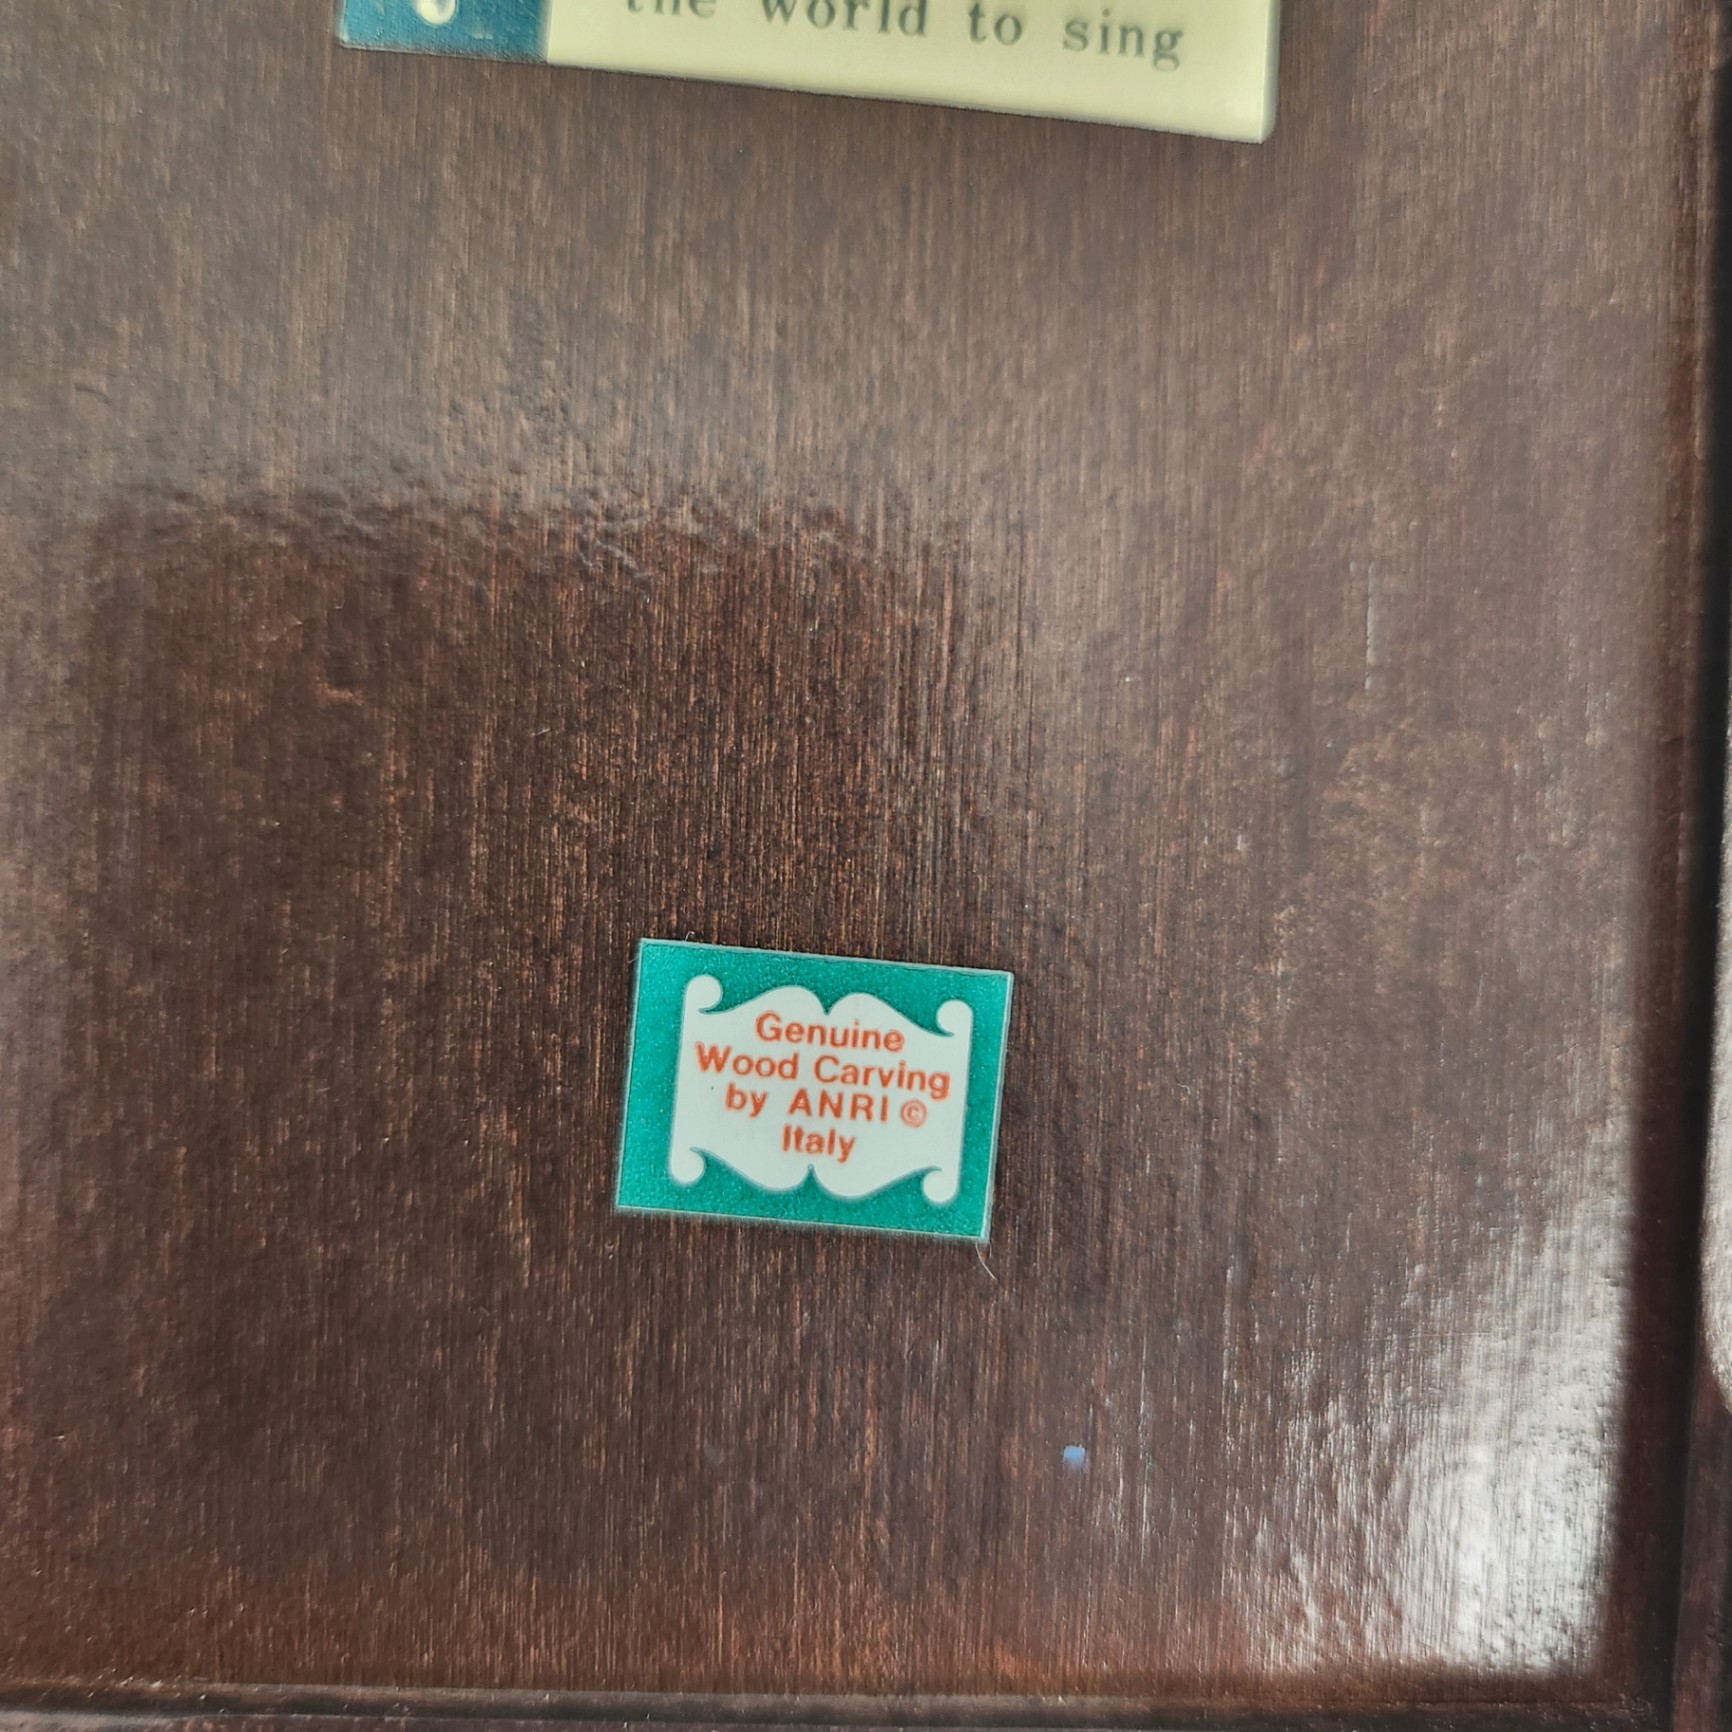 the world to sing
Genuine
Wood Carving
by ANRI ©
Italy